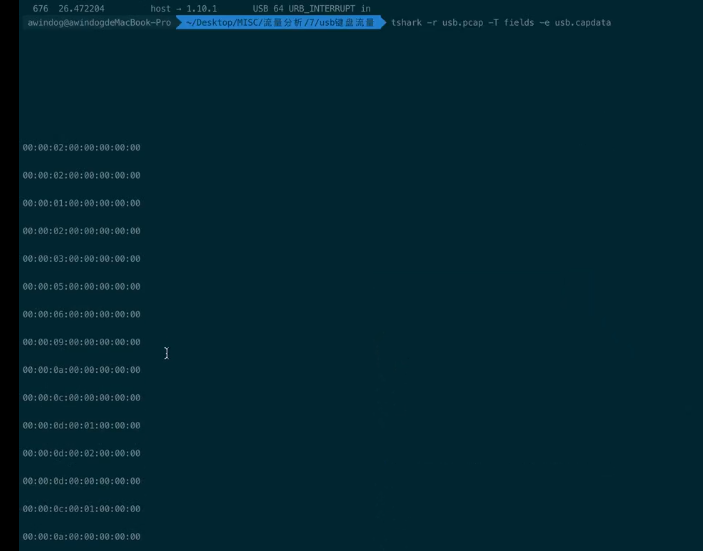 676 26.472204 host → 1.10.1 USB 64 URB_INTERRUPT in
awindog@awindogdeMacBook-Pro ~/Desktop/MISC/流量分析/7/usb键盘流量 tshark -r usb.pcap -T fields -e usb.capdata
00:00:02:00:00:00:00:00
00:00:02:00:00:00:00:00
00:00:01:00:00:00:00:00
00:00:02:00:00:00:00:00
00:00:03:00:00:00:00:00
00:00:05:00:00:00:00:00
00:00:06:00:00:00:00:00
00:00:09:00:00:00:00:00
00:00:0a:00:00:00:00:00
00:00:0c:00:00:00:00:00
00:00:0d:00:01:00:00:00
00:00:0d:00:02:00:00:00
00:00:0d:00:00:00:00:00
00:00:0c:00:01:00:00:00
00:00:0a:00:00:00:00:00